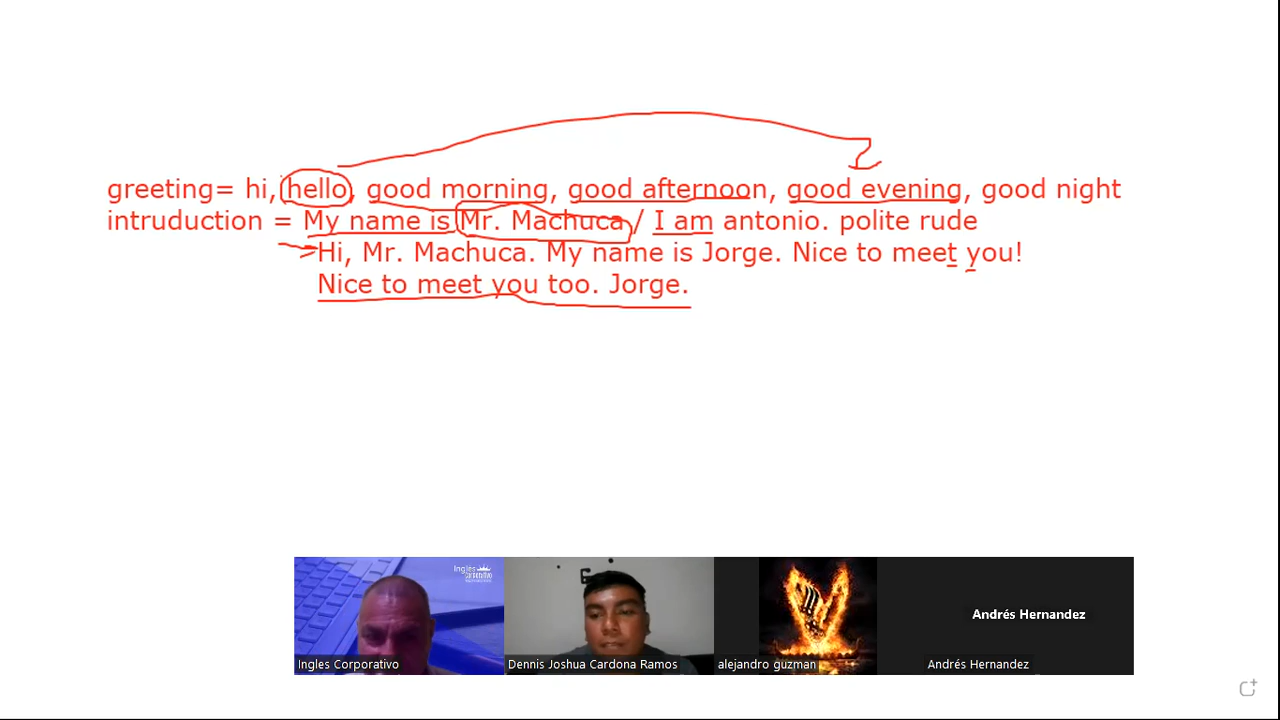 greeting= hi, hello, good morning, good afternoon, good evening, good night
intruduction = My name is Mr. Machuca / I am antonio. polite rude
Hi, Mr. Machuca. My name is Jorge. Nice to meet you!
Nice to meet you too. Jorge.
Ingles
corporativo
Andrés Hernandez
Ingles Corporativo
Dennis Joshua Cardona Ramos
alejandro guzman
Andrés Hernandez